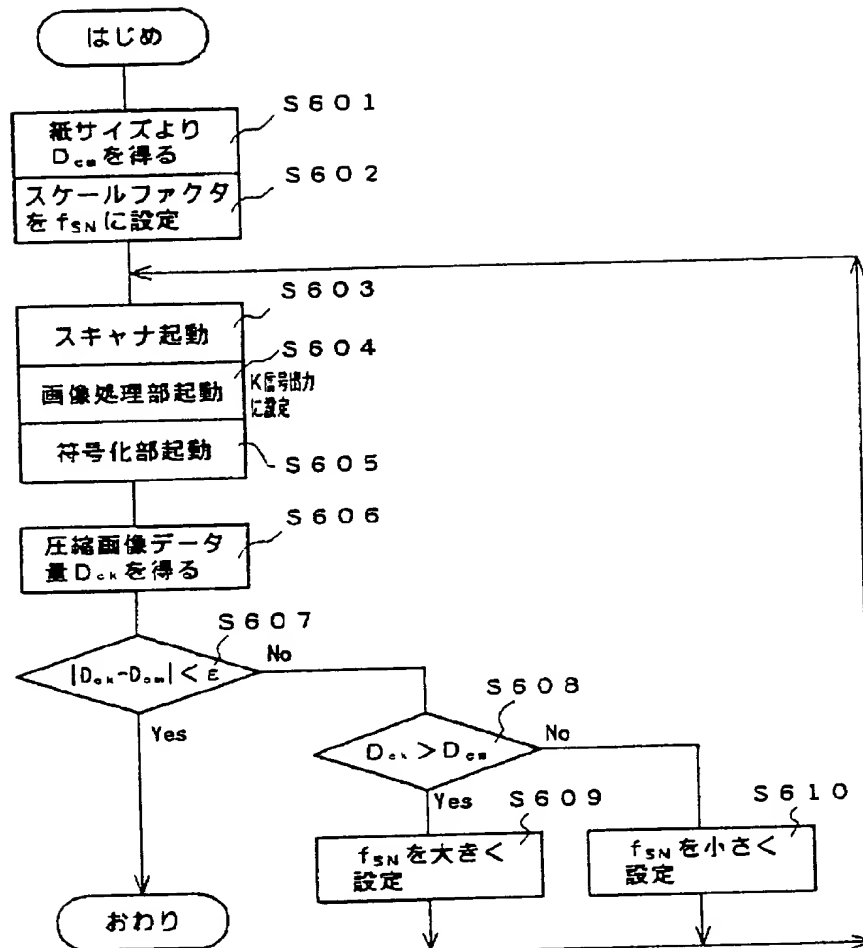 はじめ
S601
紙サイズより
Dcmを得る
S602
スケールファクタ
をfSNに設定
S603
スキャナ起動
S604
画像処理部起動
K信号出力
に設定
符号化部起動
S605
S606
圧縮画像データ
量Dckを得る
S607
|Dck-Dcm|<ε
No
Yes
S608
Dck>Dcm
No
Yes
S609
S610
fSNを大きく
設定
fSNを小さく
設定
おわり